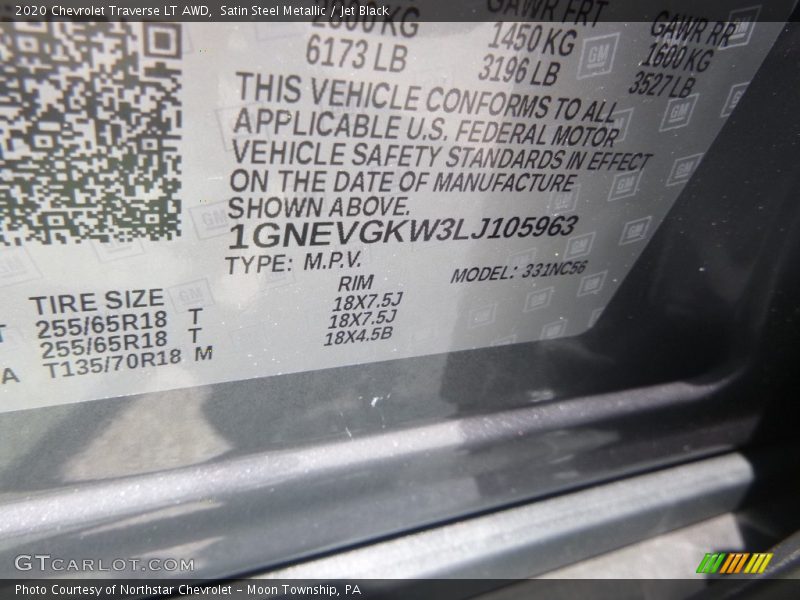 2020 Chevrolet Traverse LT AWD,  Satin Steel Metallic / Jet Black
GAWR FRT
GAWR RR
KG
1450 KG
1600 KG
6173 LB
3196 LB
3527 LB
THIS VEHICLE CONFORMS TO ALL
APPLICABLE U.S. FEDERAL MOTOR
VEHICLE SAFETY STANDARDS IN EFFECT
ON THE DATE OF MANUFACTURE
SHOWN ABOVE.
1GNEVGKW3LJ105963
TYPE: M.P.V.
MODEL: 331NC56
TIRE SIZE
RIM
T 255/65R18 T 18X7.5J
255/65R18 T 18X7.5J
A T135/70R18 M 18X4.5B
GM
GTCARLOT.COM
Photo Courtesy of Northstar Chevrolet – Moon Township, PA